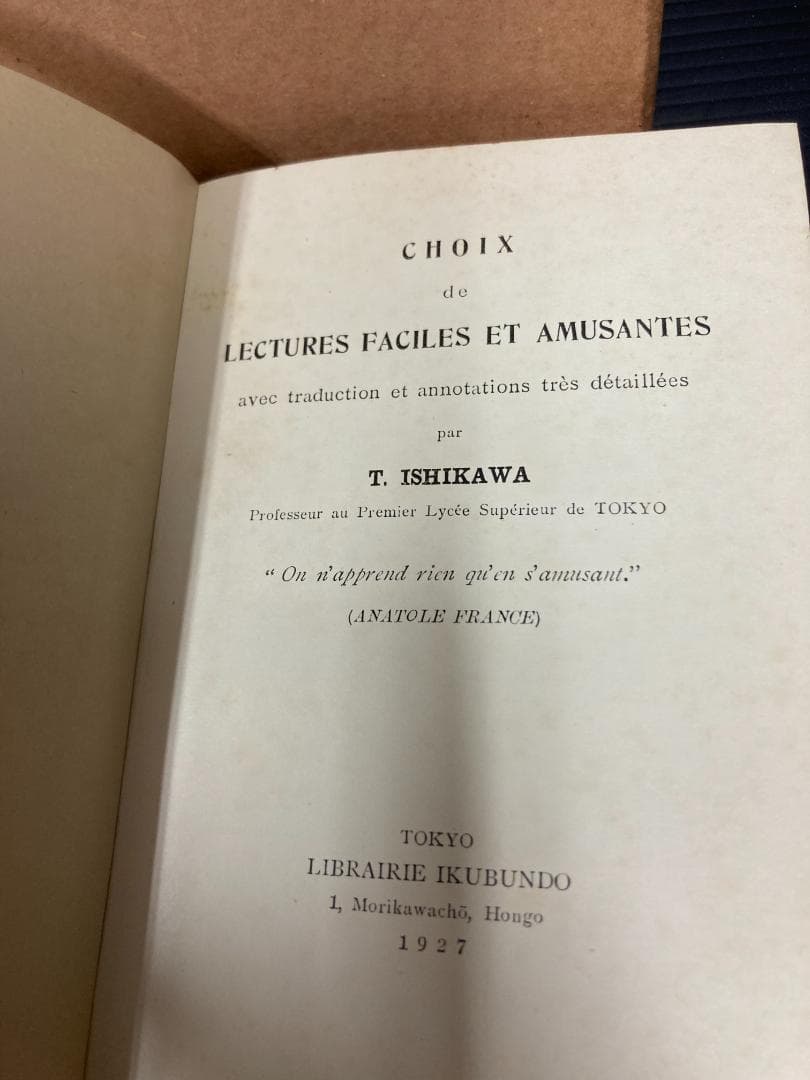 CHOIX
de
LECTURES FACILES ET AMUSANTES
avec traduction et annotations très détaillées
par
T. ISHIKAWA
Professeur au Premier Lycée Supérieur de TOKYO
“ On n'apprend rien qu'en s'amusant.”
(ANATOLE FRANCE)
TOKYO
LIBRAIRIE IKUBUNDO
1, Morikawachō, Hongo
1927